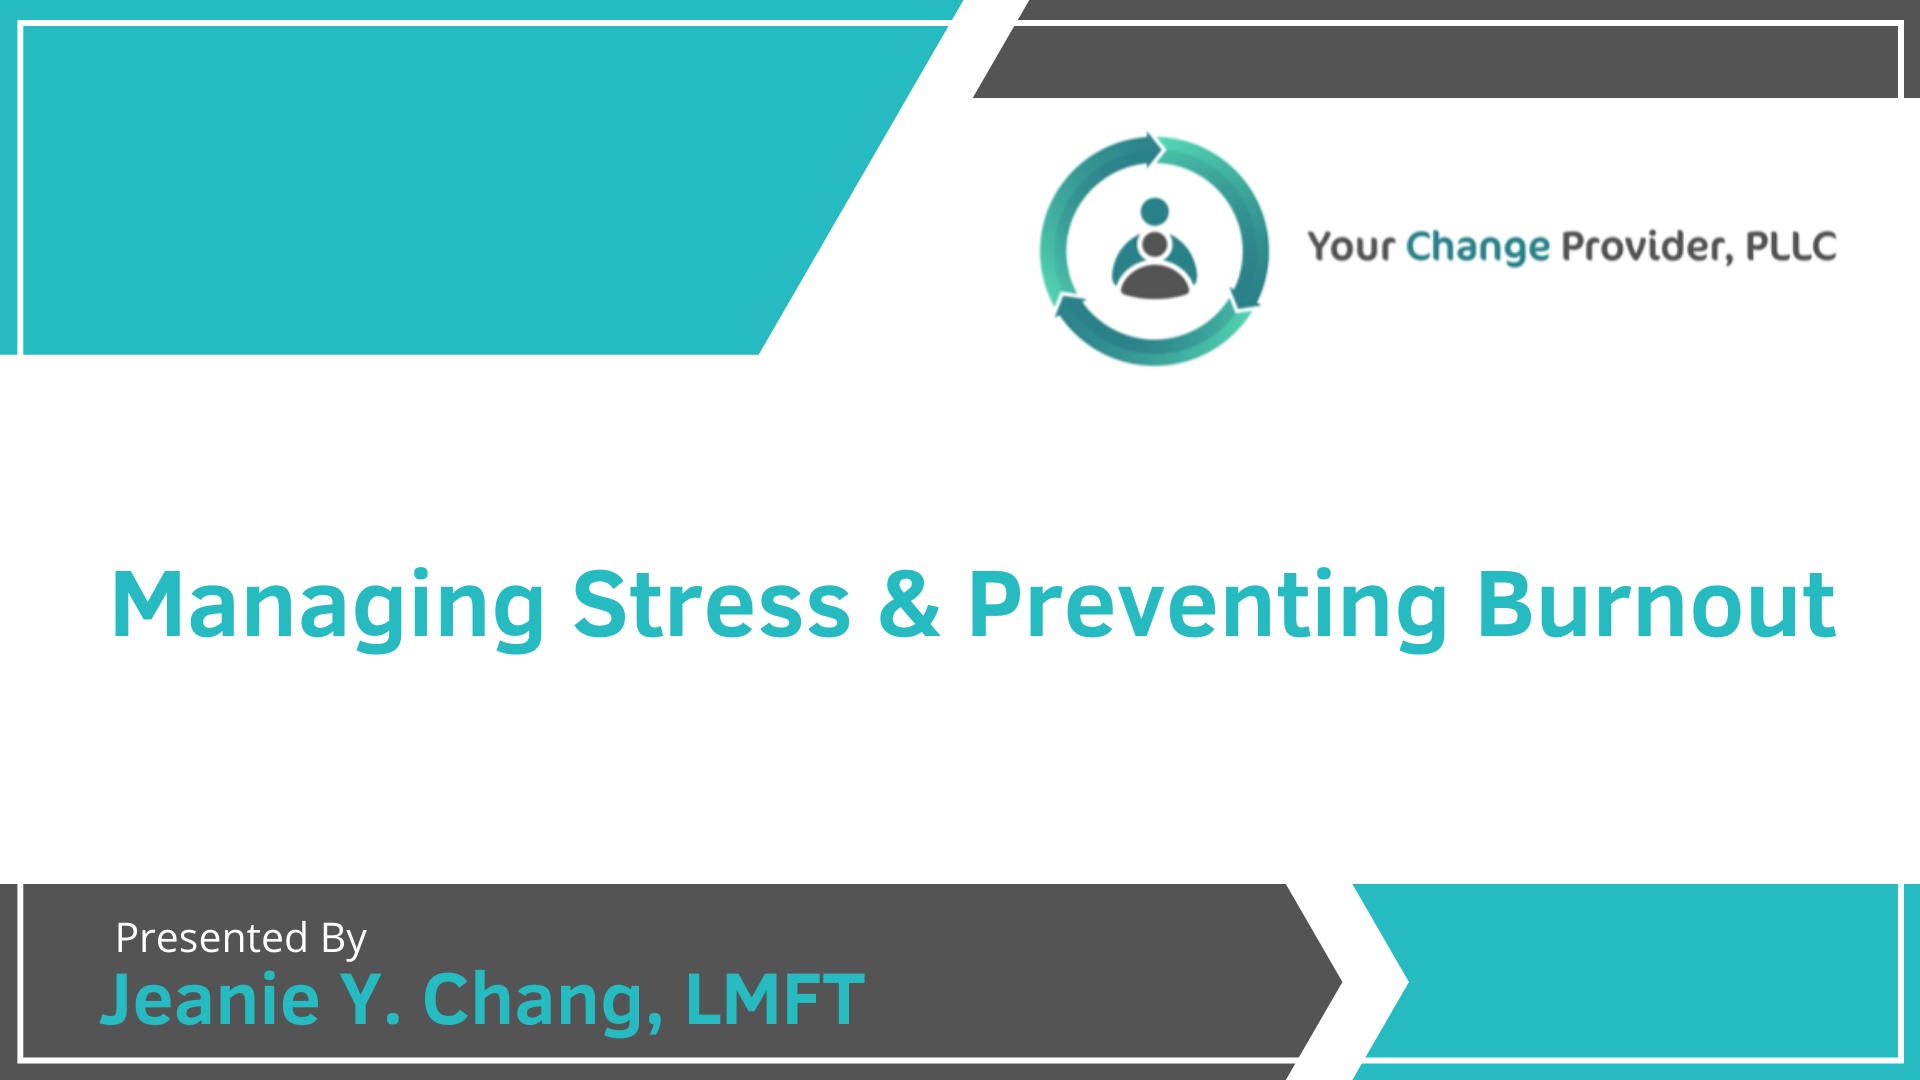 Your Change Provider, PLLC
Managing Stress & Preventing Burnout
Presented By
Jeanie Y. Chang, LMFT